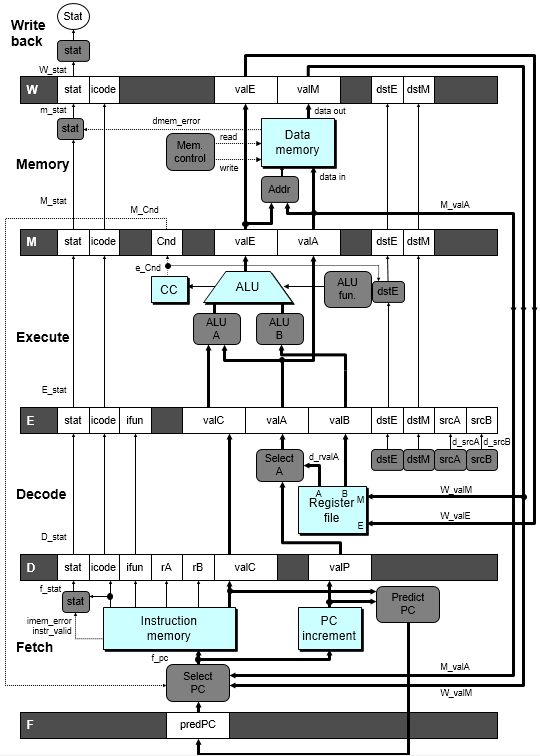 Stat
Write
back
stat
W_stat
W stat icode valE valM dstE dstM
m_stat
data out
dmem_error
stat
Data
memory
read
Mem.
control
write
Memory
data in
Addr
M_stat
M_valA
M_Cnd
M stat icode Cnd valE valA dstE dstM
e_Cnd
CC
ALU
ALU
fun.
dstE
ALU
A
ALU
B
Execute
E_stat
E stat icode ifun valC valA valB dstE dstM srcA srcB
d_srcA d_srcB
Select
A
d_rvalA
dstE dstM srcA srcB
Decode
A B M
Register
file
E
W_valM
W_valE
D_stat
D stat icode ifun rA rB valC valP
f_stat
stat
Predict
PC
imem_error
instr_valid
Instruction
memory
PC
increment
Fetch
f_pc
Select
PC
M_valA
W_valM
F predPC